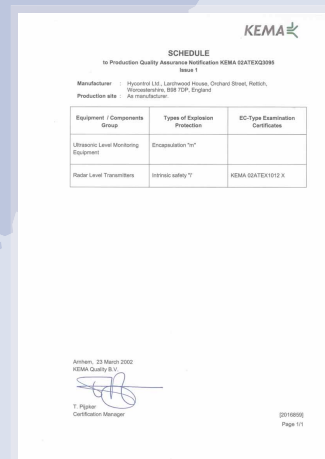 KEMA
SCHEDULE
to Production Quality Assurance Notification KEMA 02ATEXQ3095
Issue 1
Manufacturer : Hycontrol Ltd., Larchwood House, Orchard Street, Redditch,
Worcestershire, B98 7DP, England
Production site : As manufacturer.
Equipment / Components Group
Types of Explosion Protection
EC-Type Examination Certificates
Ultrasonic Level Monitoring Equipment
Encapsulation "m"
Radar Level Transmitters
Intrinsic safety "i"
KEMA 02ATEX1012 X
Arnhem, 23 March 2002
KEMA Quality B.V.
T. Pijpker
Certification Manager
[2016859]
Page 1/1